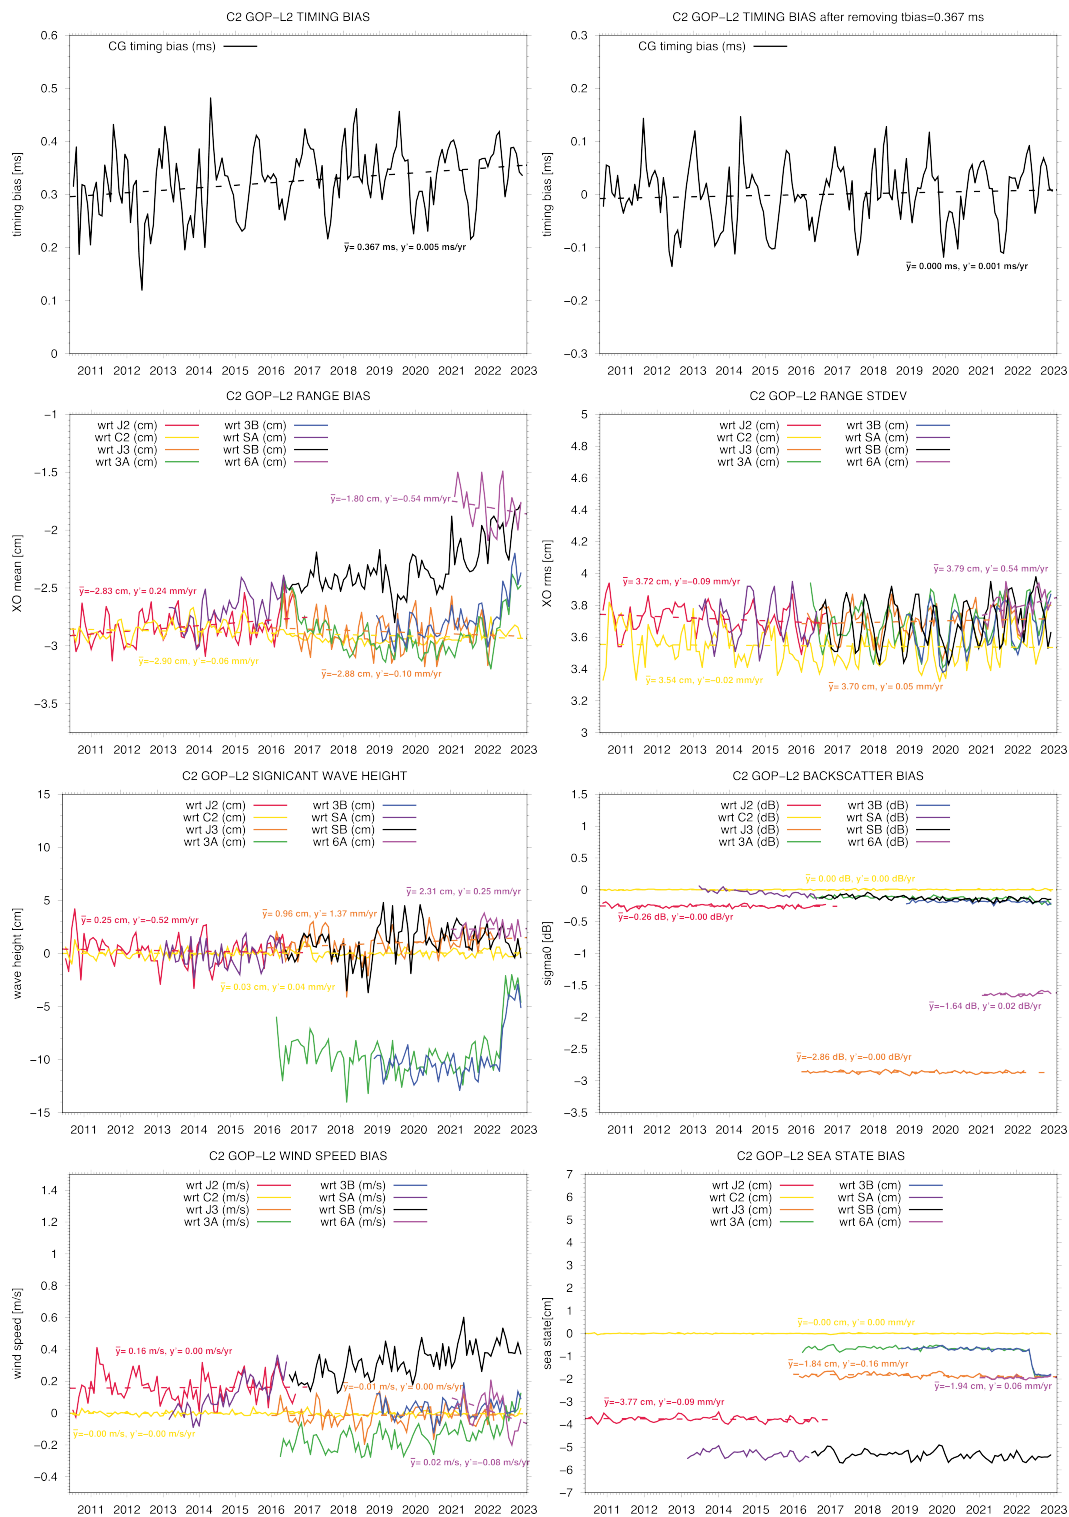 C2 GOP−L2 TIMING BIAS
CG timing bias (ms)
timing bias [ms]
0.6
0.5
0.4
0.3
0.2
0.1
0
y̅= 0.367 ms, y´= 0.005 ms/yr
2011 2012 2013 2014 2015 2016 2017 2018 2019 2020 2021 2022 2023
C2 GOP−L2 TIMING BIAS after removing tbias=0.367 ms
CG timing bias (ms)
timing bias [ms]
0.3
0.2
0.1
0
−0.1
−0.2
−0.3
y̅= 0.000 ms, y´= 0.001 ms/yr
2011 2012 2013 2014 2015 2016 2017 2018 2019 2020 2021 2022 2023
C2 GOP−L2 RANGE BIAS
wrt J2 (cm) wrt 3B (cm)
wrt C2 (cm) wrt SA (cm)
wrt J3 (cm) wrt SB (cm)
wrt 3A (cm) wrt 6A (cm)
XO mean [cm]
−1
−1.5
−2
−2.5
−3
−3.5
y̅=−1.80 cm, y´=−0.54 mm/yr
y̅=−2.83 cm, y´= 0.24 mm/yr
y̅=−2.90 cm, y´=−0.06 mm/yr
y̅=−2.88 cm, y´=−0.10 mm/yr
2011 2012 2013 2014 2015 2016 2017 2018 2019 2020 2021 2022 2023
C2 GOP−L2 RANGE STDEV
wrt J2 (cm) wrt 3B (cm)
wrt C2 (cm) wrt SA (cm)
wrt J3 (cm) wrt SB (cm)
wrt 3A (cm) wrt 6A (cm)
XO rms [cm]
5
4.8
4.6
4.4
4.2
4
3.8
3.6
3.4
3.2
3
y̅= 3.79 cm, y´= 0.54 mm/yr
y̅= 3.72 cm, y´=−0.09 mm/yr
y̅= 3.54 cm, y´=−0.02 mm/yr
y̅= 3.70 cm, y´= 0.05 mm/yr
2011 2012 2013 2014 2015 2016 2017 2018 2019 2020 2021 2022 2023
C2 GOP−L2 SIGNICANT WAVE HEIGHT
wrt J2 (cm) wrt 3B (cm)
wrt C2 (cm) wrt SA (cm)
wrt J3 (cm) wrt SB (cm)
wrt 3A (cm) wrt 6A (cm)
wave height [cm]
15
10
5
0
−5
−10
−15
y̅= 2.31 cm, y´= 0.25 mm/yr
y̅= 0.96 cm, y´= 1.37 mm/yr
y̅= 0.25 cm, y´=−0.52 mm/yr
y̅= 0.03 cm, y´= 0.04 mm/yr
2011 2012 2013 2014 2015 2016 2017 2018 2019 2020 2021 2022 2023
C2 GOP−L2 BACKSCATTER BIAS
wrt J2 (dB) wrt 3B (dB)
wrt C2 (dB) wrt SA (dB)
wrt J3 (dB) wrt SB (dB)
wrt 3A (dB) wrt 6A (dB)
sigma0 [dB]
1.5
1
0.5
0
−0.5
−1
−1.5
−2
−2.5
−3
−3.5
y̅= 0.00 dB, y´= 0.00 dB/yr
y̅=−0.26 dB, y´=−0.00 dB/yr
y̅=−1.64 dB, y´= 0.02 dB/yr
y̅=−2.86 dB, y´=−0.00 dB/yr
2011 2012 2013 2014 2015 2016 2017 2018 2019 2020 2021 2022 2023
C2 GOP−L2 WIND SPEED BIAS
wrt J2 (m/s) wrt 3B (m/s)
wrt C2 (m/s) wrt SA (m/s)
wrt J3 (m/s) wrt SB (m/s)
wrt 3A (m/s) wrt 6A (m/s)
wind speed [m/s]
1.4
1.2
1
0.8
0.6
0.4
0.2
0
−0.2
−0.4
y̅= 0.16 m/s, y´= 0.00 m/s/yr
y̅=−0.01 m/s, y´= 0.00 m/s/yr
y̅=−0.00 m/s, y´=−0.00 m/s/yr
y̅= 0.02 m/s, y´=−0.08 m/s/yr
2011 2012 2013 2014 2015 2016 2017 2018 2019 2020 2021 2022 2023
C2 GOP−L2 SEA STATE BIAS
wrt J2 (cm) wrt 3B (cm)
wrt C2 (cm) wrt SA (cm)
wrt J3 (cm) wrt SB (cm)
wrt 3A (cm) wrt 6A (cm)
sea state[cm]
7
6
5
4
3
2
1
0
−1
−2
−3
−4
−5
−6
−7
y̅=−0.00 cm, y´= 0.00 mm/yr
y̅=−1.84 cm, y´=−0.16 mm/yr
y̅=−1.94 cm, y´= 0.06 mm/yr
y̅=−3.77 cm, y´=−0.09 mm/yr
2011 2012 2013 2014 2015 2016 2017 2018 2019 2020 2021 2022 2023